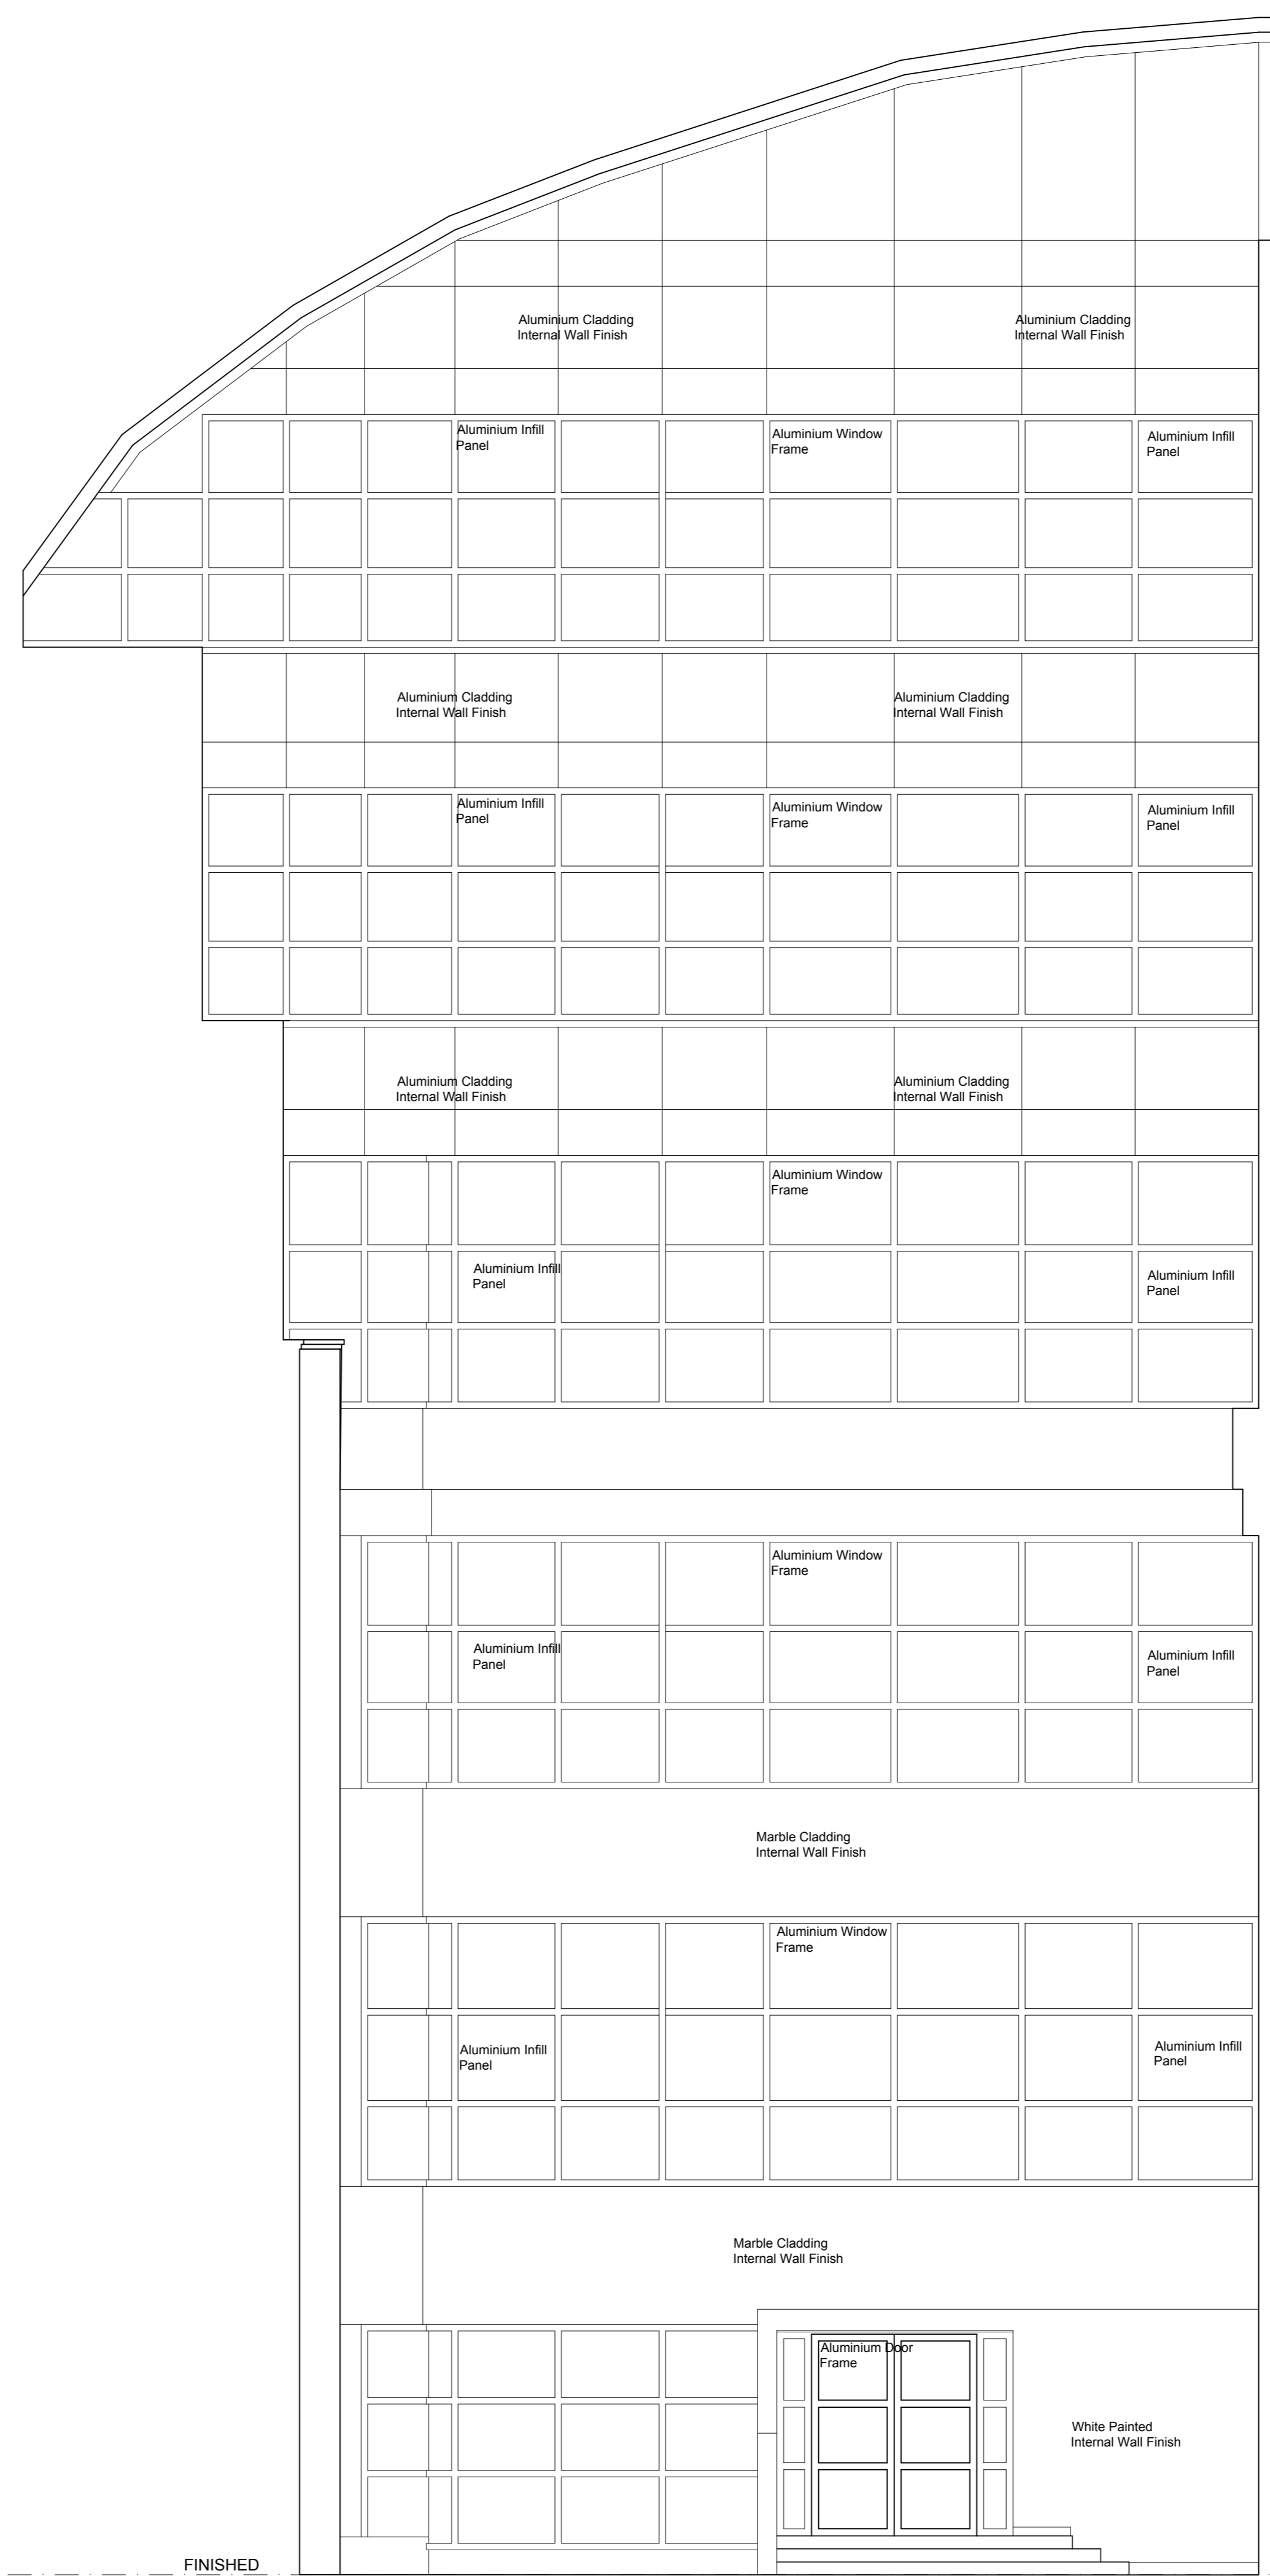 Aluminium Cladding
Internal Wall Finish
Aluminium Cladding
Internal Wall Finish
Aluminium Infill
Panel
Aluminium Window
Frame
Aluminium Infill
Panel
Aluminium Cladding
Internal Wall Finish
Aluminium Cladding
Internal Wall Finish
Aluminium Infill
Panel
Aluminium Window
Frame
Aluminium Infill
Panel
Aluminium Cladding
Internal Wall Finish
Aluminium Cladding
Internal Wall Finish
Aluminium Window
Frame
Aluminium Infill
Panel
Aluminium Infill
Panel
Aluminium Window
Frame
Aluminium Infill
Panel
Aluminium Infill
Panel
Marble Cladding
Internal Wall Finish
Aluminium Window
Frame
Aluminium Infill
Panel
Aluminium Infill
Panel
Marble Cladding
Internal Wall Finish
Aluminium Door
Frame
White Painted
Internal Wall Finish
FINISHED